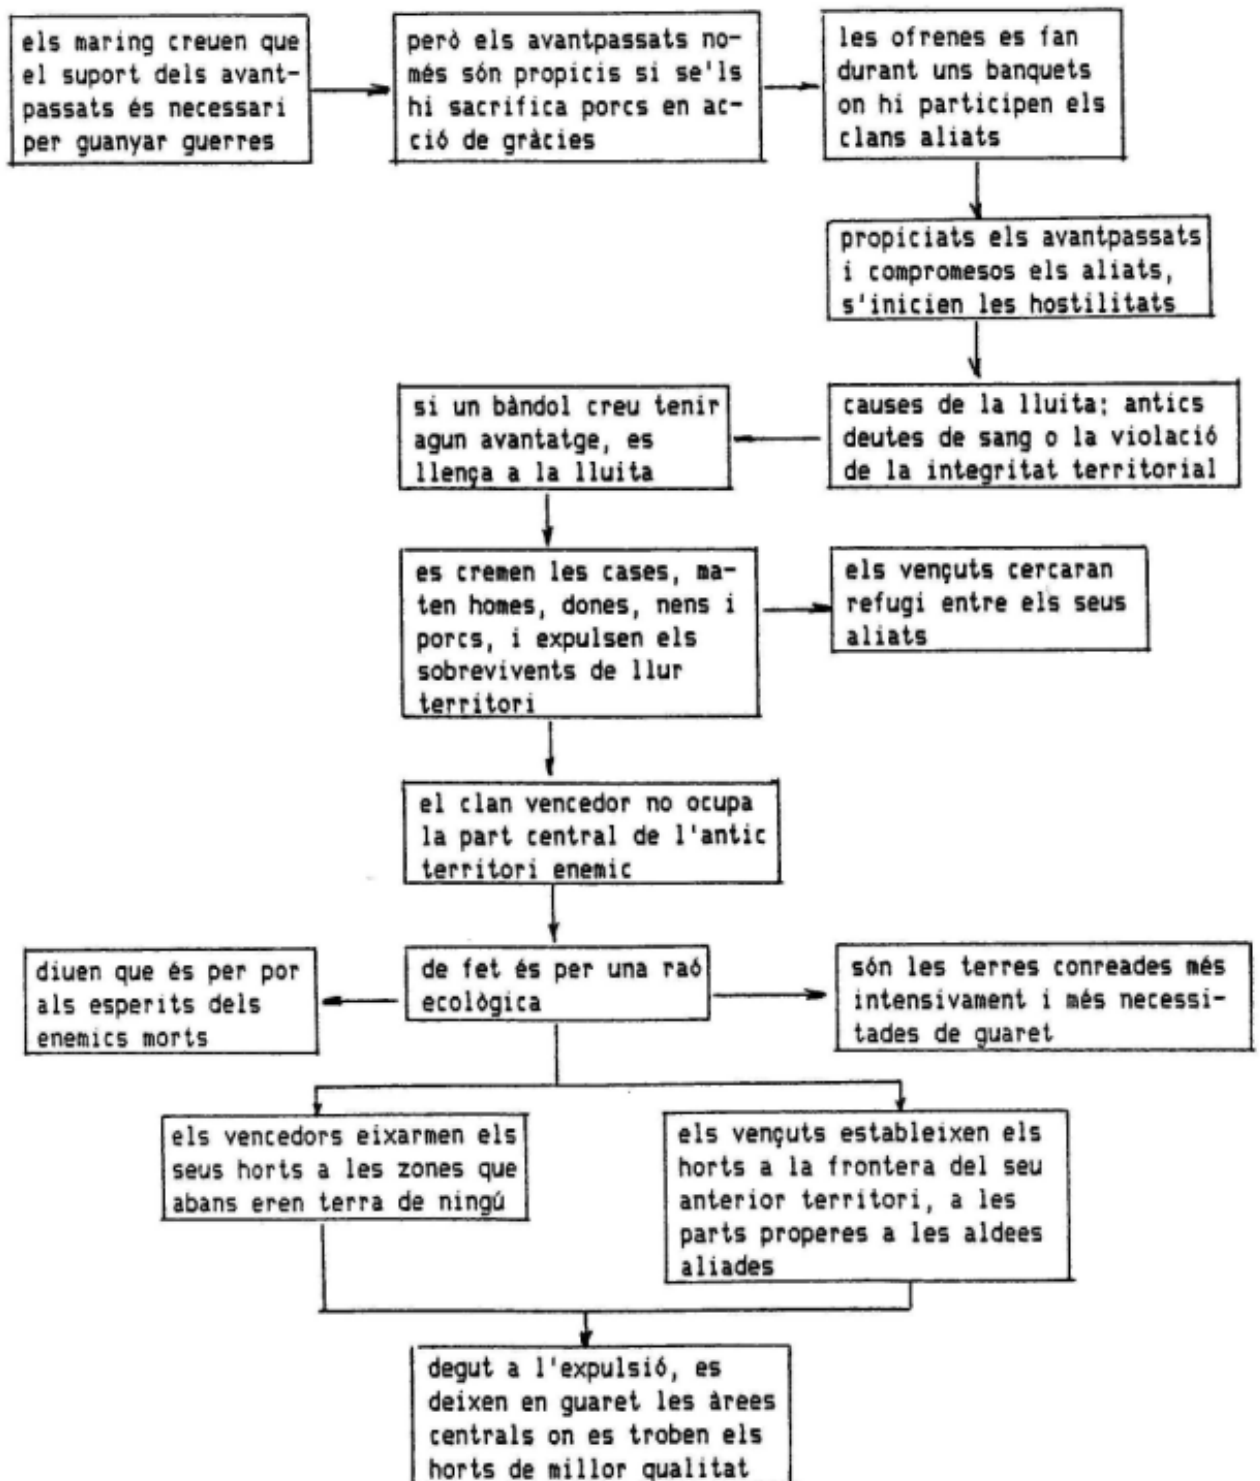 els maring creuen que
el suport dels avant-
passats és necessari
per guanyar guerres
però els avantpassats no-
més són propicis si se'ls
hi sacrifica porcs en ac-
ció de gràcies
les ofrenes es fan
durant uns banquets
on hi participen els
clans aliats
propiciats els avantpassats
i compromesos els aliats,
s'inicien les hostilitats
causes de la lluita: antics
deutes de sang o la violació
de la integritat territorial
si un bàndol creu tenir
agun avantatge, es
llença a la lluita
es cremen les cases, ma-
ten homes, dones, nens i
porcs, i expulsen els
sobrevivents de llur
territori
els vençuts cercaran
refugi entre els seus
aliats
el clan vencedor no ocupa
la part central de l'antic
territori enemic
de fet és per una raó
ecològica
diuen que és per por
als esperits dels
enemics morts
són les terres conreades més
intensivament i més necessi-
tades de guaret
els vencedors eixarmen els
seus horts a les zones que
abans eren terra de ningú
els vençuts estableixen els
horts a la frontera del seu
anterior territori, a les
parts properes a les aldees
aliades
degut a l'expulsió, es
deixen en guaret les àrees
centrals on es troben els
horts de millor qualitat